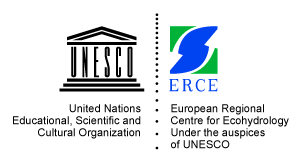 UNESCO
United Nations
Educational, Scientific and
Cultural Organization
ERCE
European Regional
Centre for Ecohydrology
Under the auspices
of UNESCO